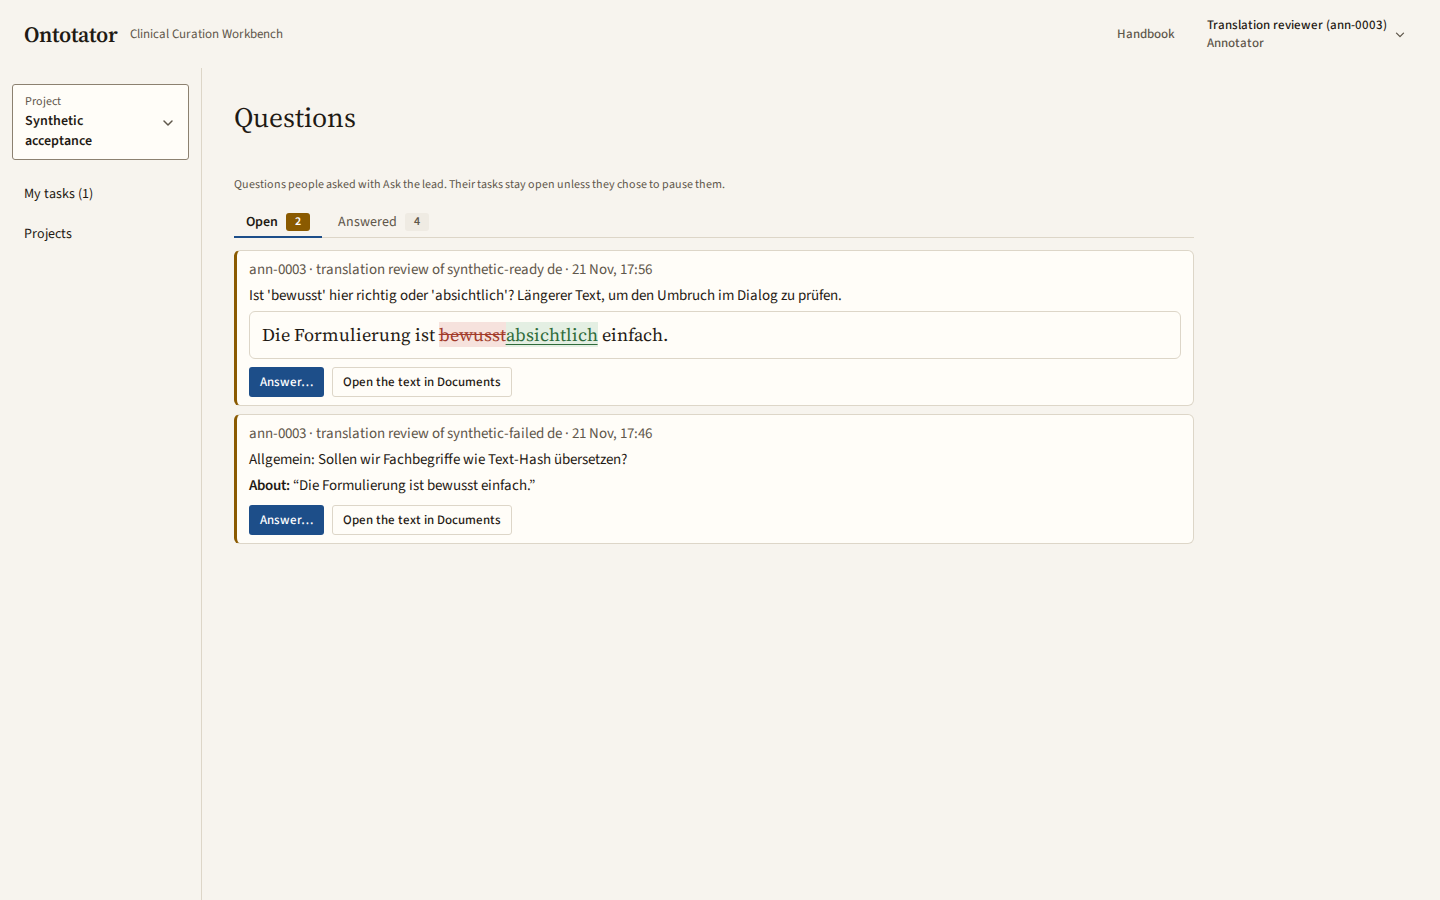 Ontotator Clinical Curation Workbench
Handbook
Translation reviewer (ann-0003)
Annotator
Project
Synthetic
acceptance
My tasks (1)
Projects
Questions
Questions people asked with Ask the lead. Their tasks stay open unless they chose to pause them.
Open 2 Answered 4
ann-0003 · translation review of synthetic-ready de · 21 Nov, 17:56
Ist 'bewusst' hier richtig oder 'absichtlich'? Längerer Text, um den Umbruch im Dialog zu prüfen.
Die Formulierung ist bewusstabsichtlich einfach.
Answer... Open the text in Documents
ann-0003 · translation review of synthetic-failed de · 21 Nov, 17:46
Allgemein: Sollen wir Fachbegriffe wie Text-Hash übersetzen?
About: “Die Formulierung ist bewusst einfach.”
Answer... Open the text in Documents